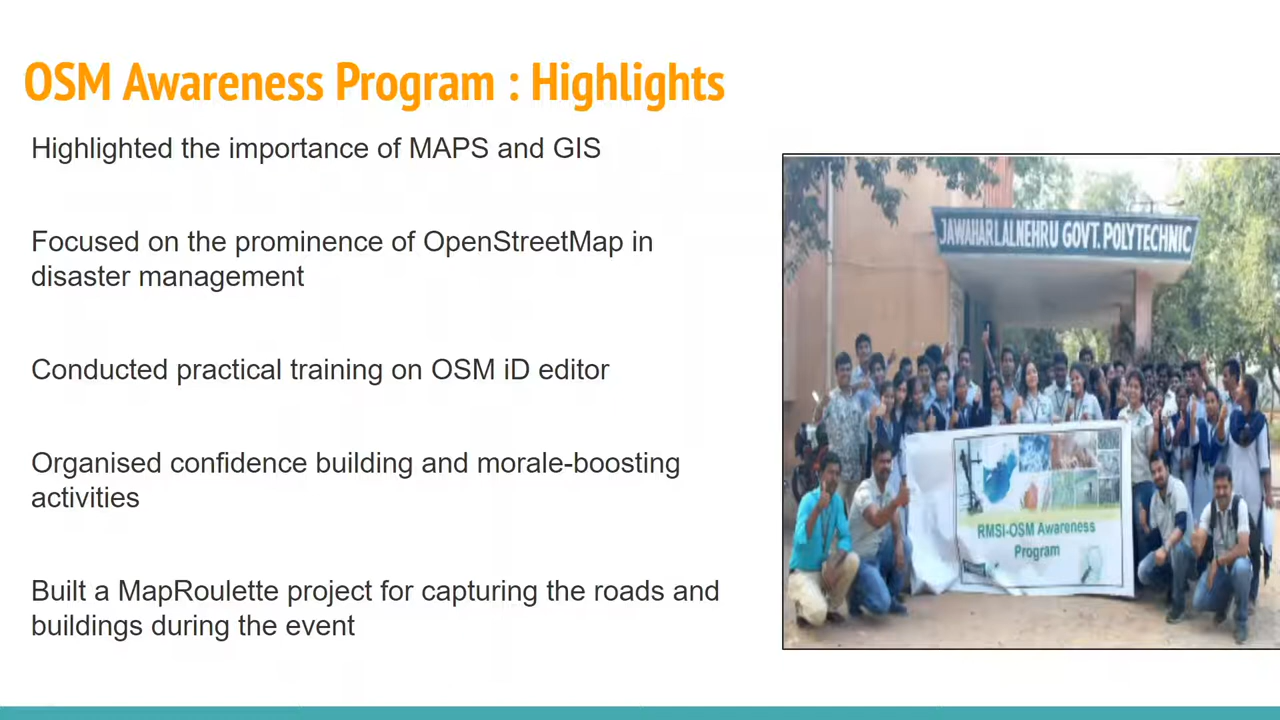 OSM Awareness Program : Highlights
Highlighted the importance of MAPS and GIS
Focused on the prominence of OpenStreetMap in
disaster management
Conducted practical training on OSM iD editor
Organised confidence building and morale-boosting
activities
Built a MapRoulette project for capturing the roads and
buildings during the event
JAWAHARLALNEHRU GOVT. POLYTECHNIC
RMSI-OSM Awareness
Program